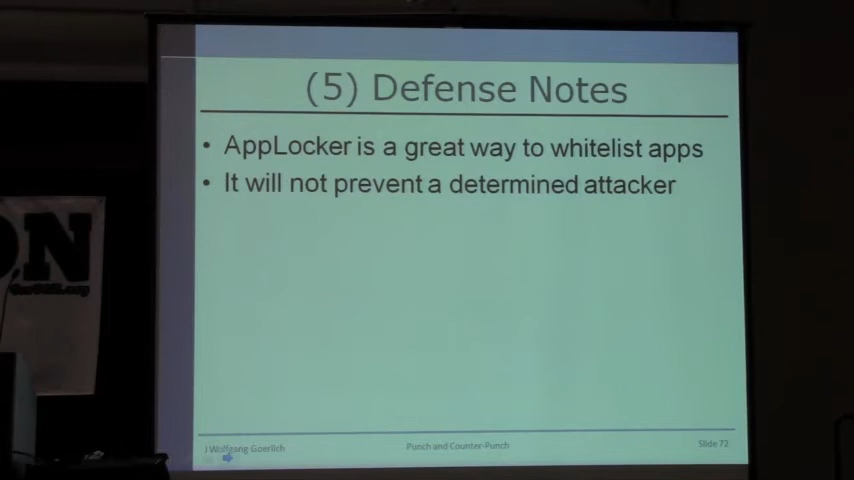 (5) Defense Notes
• AppLocker is a great way to whitelist apps
• It will not prevent a determined attacker
J Wolfgang Goerlich
Punch and Counter-Punch
Slide 72
ON